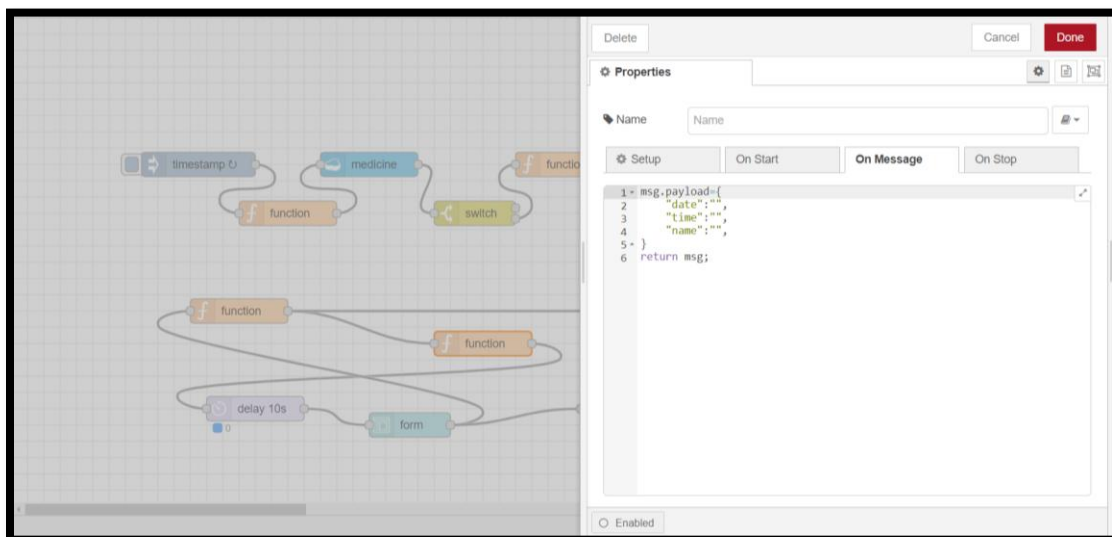 Delete
Cancel
Done
Properties
Name
Name
Setup
On Start
On Message
On Stop
1 msg.payload={
2 "date":"",
3 "time":"",
4 "name":"",
5 }
6 return msg;
Enabled
timestamp ↻
medicine
functio
function
switch
function
function
delay 10s
0
form